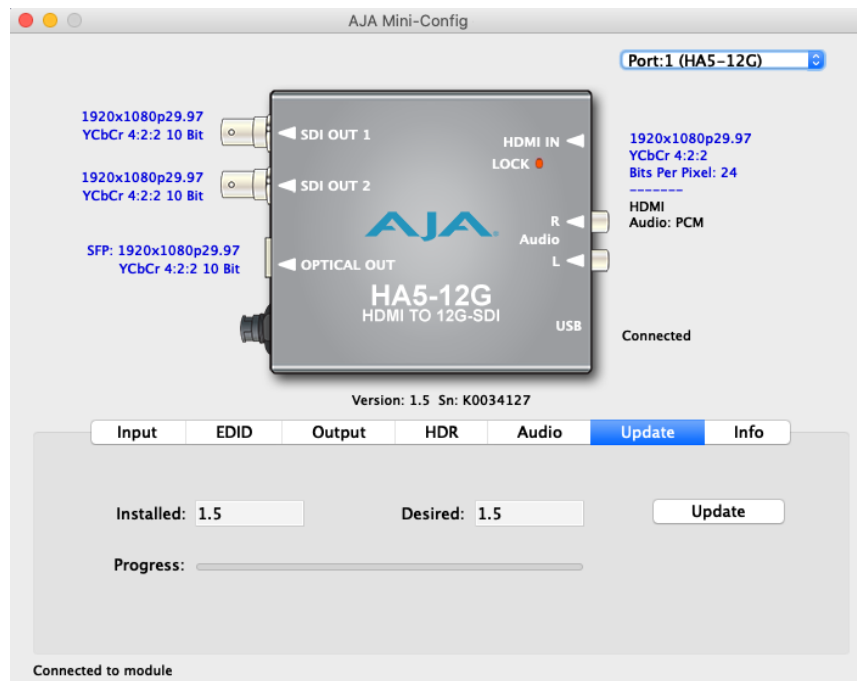 AJA Mini-Config
Port:1 (HA5-12G)
1920x1080p29.97
YCbCr 4:2:2 10 Bit
1920x1080p29.97
YCbCr 4:2:2 10 Bit
SFP: 1920x1080p29.97
YCbCr 4:2:2 10 Bit
SDI OUT 1
SDI OUT 2
OPTICAL OUT
HDMI IN
LOCK
AJA.
R
Audio
L
HA5-12G
HDMI TO 12G-SDI
USB
1920x1080p29.97
YCbCr 4:2:2
Bits Per Pixel: 24
-------
HDMI
Audio: PCM
Connected
Version: 1.5 Sn: K0034127
Input EDID Output HDR Audio Update Info
Installed: 1.5 Desired: 1.5 Update
Progress:
Connected to module